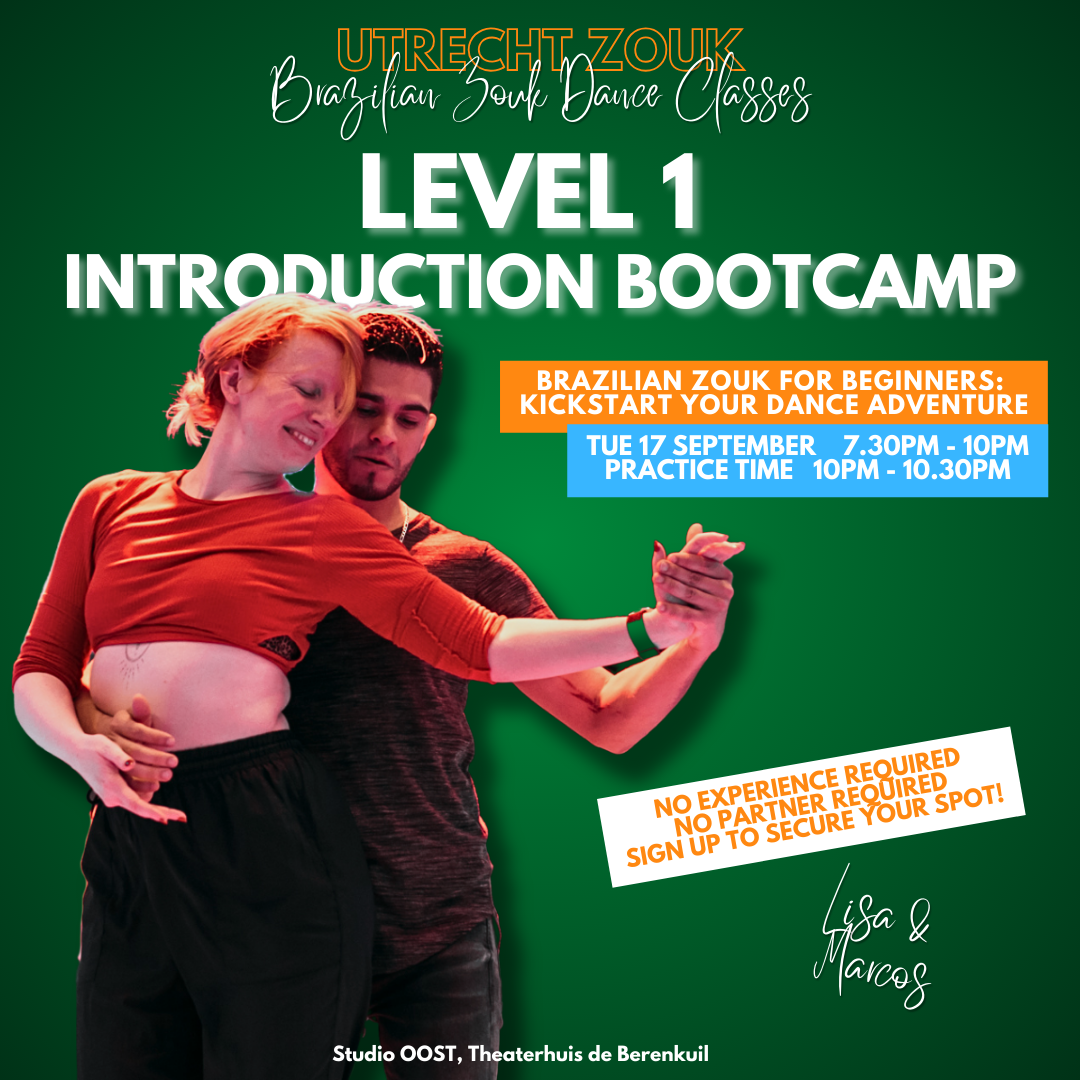 UTRECHT ZOUK
Brazilian Zouk Dance Classes
LEVEL 1
INTRODUCTION BOOTCAMP
BRAZILIAN ZOUK FOR BEGINNERS:
KICKSTART YOUR DANCE ADVENTURE
TUE 17 SEPTEMBER 7.30PM - 10PM
PRACTICE TIME 10PM - 10.30PM
NO EXPERIENCE REQUIRED
NO PARTNER REQUIRED
SIGN UP TO SECURE YOUR SPOT!
Lisa &
Marcos
Studio OOST, Theaterhuis de Berenkuil